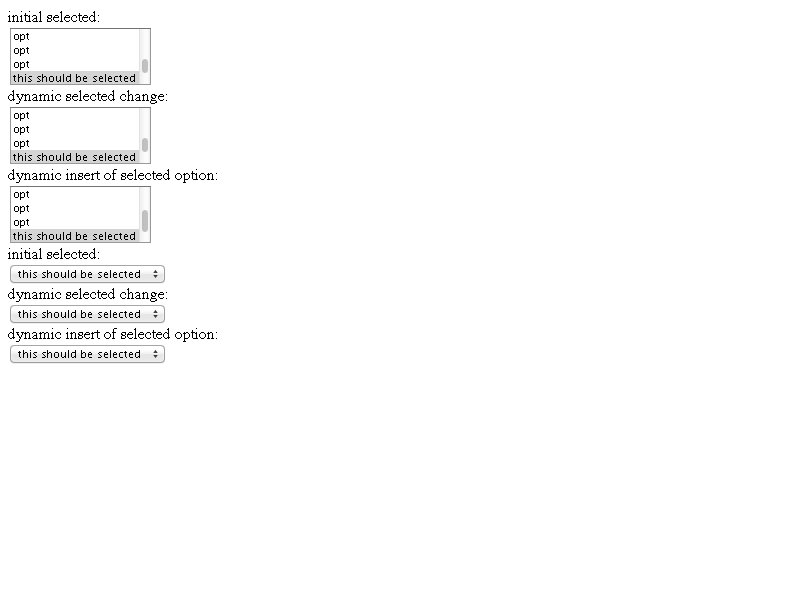 initial selected:
opt
opt
opt
this should be selected
dynamic selected change:
opt
opt
opt
this should be selected
dynamic insert of selected option:
opt
opt
opt
this should be selected
initial selected:
this should be selected
dynamic selected change:
this should be selected
dynamic insert of selected option:
this should be selected